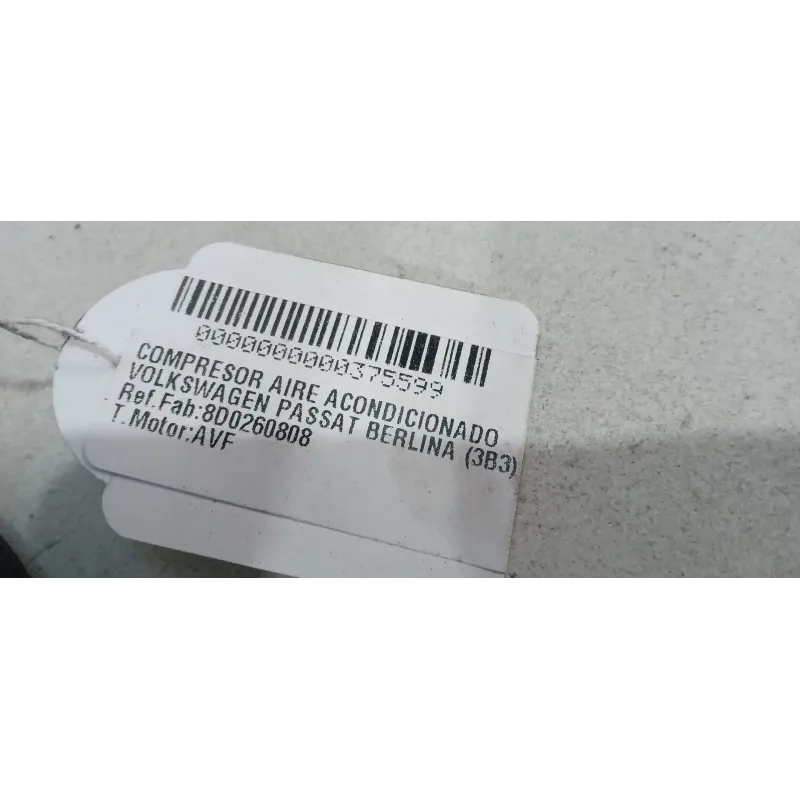 0000000000375599
COMPRESOR AIRE ACONDICIONADO
VOLKSWAGEN PASSAT BERLINA (3B3)
Ref.Fab:8D0260808
T.Motor:AVF